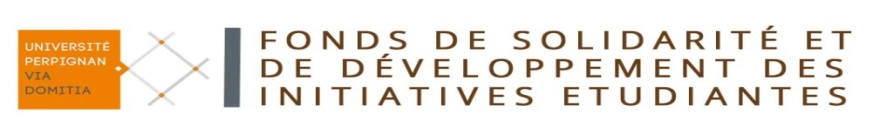 UNIVERSITÉ
PERPIGNAN
VIA
DOMITIA
FONDS DE SOLIDARITÉ ET
DE DÉVELOPPEMENT DES
INITIATIVES ETUDIANTES